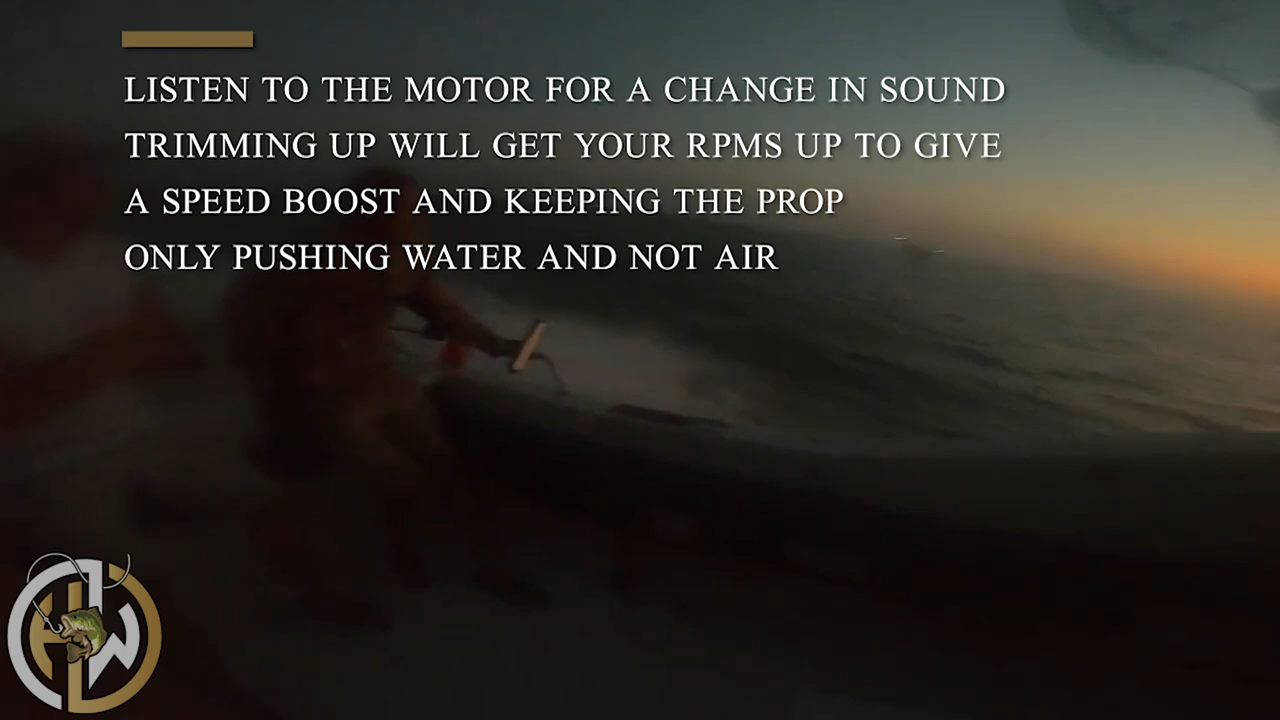 LISTEN TO THE MOTOR FOR A CHANGE IN SOUND
TRIMMING UP WILL GET YOUR RPMS UP TO GIVE
A SPEED BOOST AND KEEPING THE PROP
ONLY PUSHING WATER AND NOT AIR